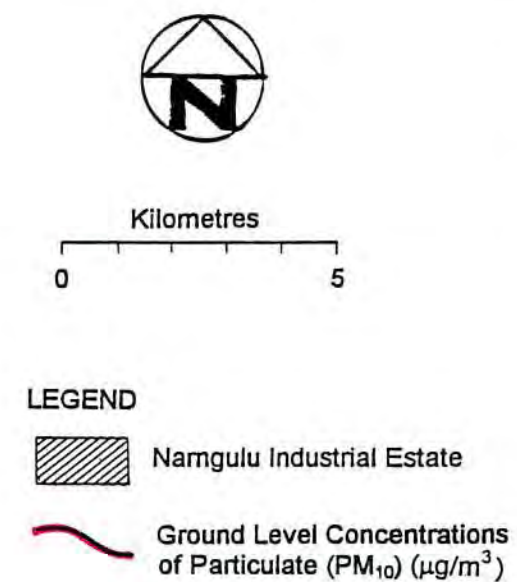 N
Kilometres
0 5
LEGEND
Namgulu Industrial Estate
Ground Level Concentrations
of Particulate (PM₁₀) (µg/m³)